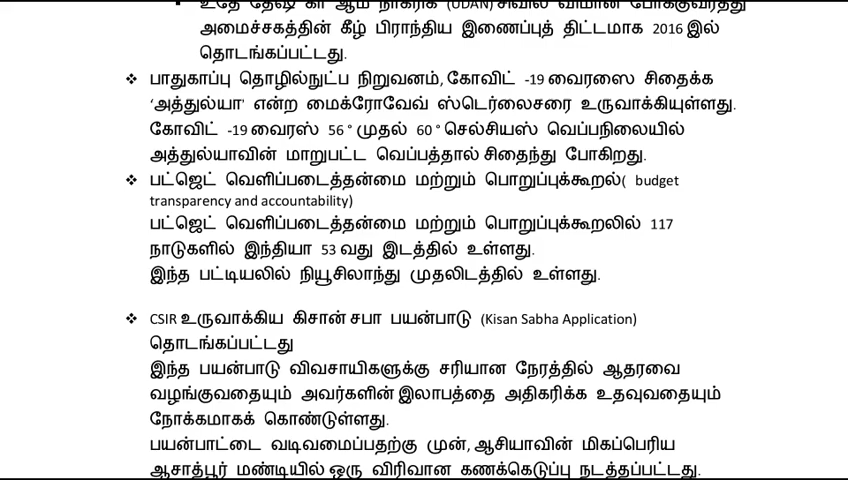 உதே தேஷ் கா ஆம் நாகரிக் (UDAN) சிவில் விமான போக்குவரத்து
அமைச்சகத்தின் கீழ் பிராந்திய இணைப்புத் திட்டமாக 2016 இல்
தொடங்கப்பட்டது.
❖ பாதுகாப்பு தொழில்நுட்ப நிறுவனம், கோவிட் -19 வைரஸை சிதைக்க
‘அத்துல்யா' என்ற மைக்ரோவேவ் ஸ்டெர்லைசரை உருவாக்கியுள்ளது.
கோவிட் -19 வைரஸ் 56 ° முதல் 60 ° செல்சியஸ் வெப்பநிலையில்
அத்துல்யாவின் மாறுபட்ட வெப்பத்தால் சிதைந்து போகிறது.
❖ பட்ஜெட் வெளிப்படைத்தன்மை மற்றும் பொறுப்புக்கூறல்( budget
transparency and accountability)
பட்ஜெட் வெளிப்படைத்தன்மை மற்றும் பொறுப்புக்கூறலில் 117
நாடுகளில் இந்தியா 53 வது இடத்தில் உள்ளது.
இந்த பட்டியலில் நியூசிலாந்து முதலிடத்தில் உள்ளது.
❖ CSIR உருவாக்கிய கிசான் சபா பயன்பாடு (Kisan Sabha Application)
தொடங்கப்பட்டது
இந்த பயன்பாடு விவசாயிகளுக்கு சரியான நேரத்தில் ஆதரவை
வழங்குவதையும் அவர்களின் இலாபத்தை அதிகரிக்க உதவுவதையும்
நோக்கமாகக் கொண்டுள்ளது.
பயன்பாட்டை வடிவமைப்பதற்கு முன், ஆசியாவின் மிகப்பெரிய
ஆசாத்பூர் மண்டியில் ஒரு விரிவான கணக்கெடுப்பு நடத்தப்பட்டது.